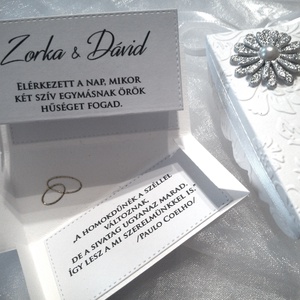 Zorka & Dávid
Elérkezett a nap, mikor
két szív egymásnak örök
hűséget fogad.
„A homokdűnék a széllel
változnak,
de a sivatag ugyanaz marad.
Így lesz a mi szerelmünkkel is."
/Paulo Coelho/